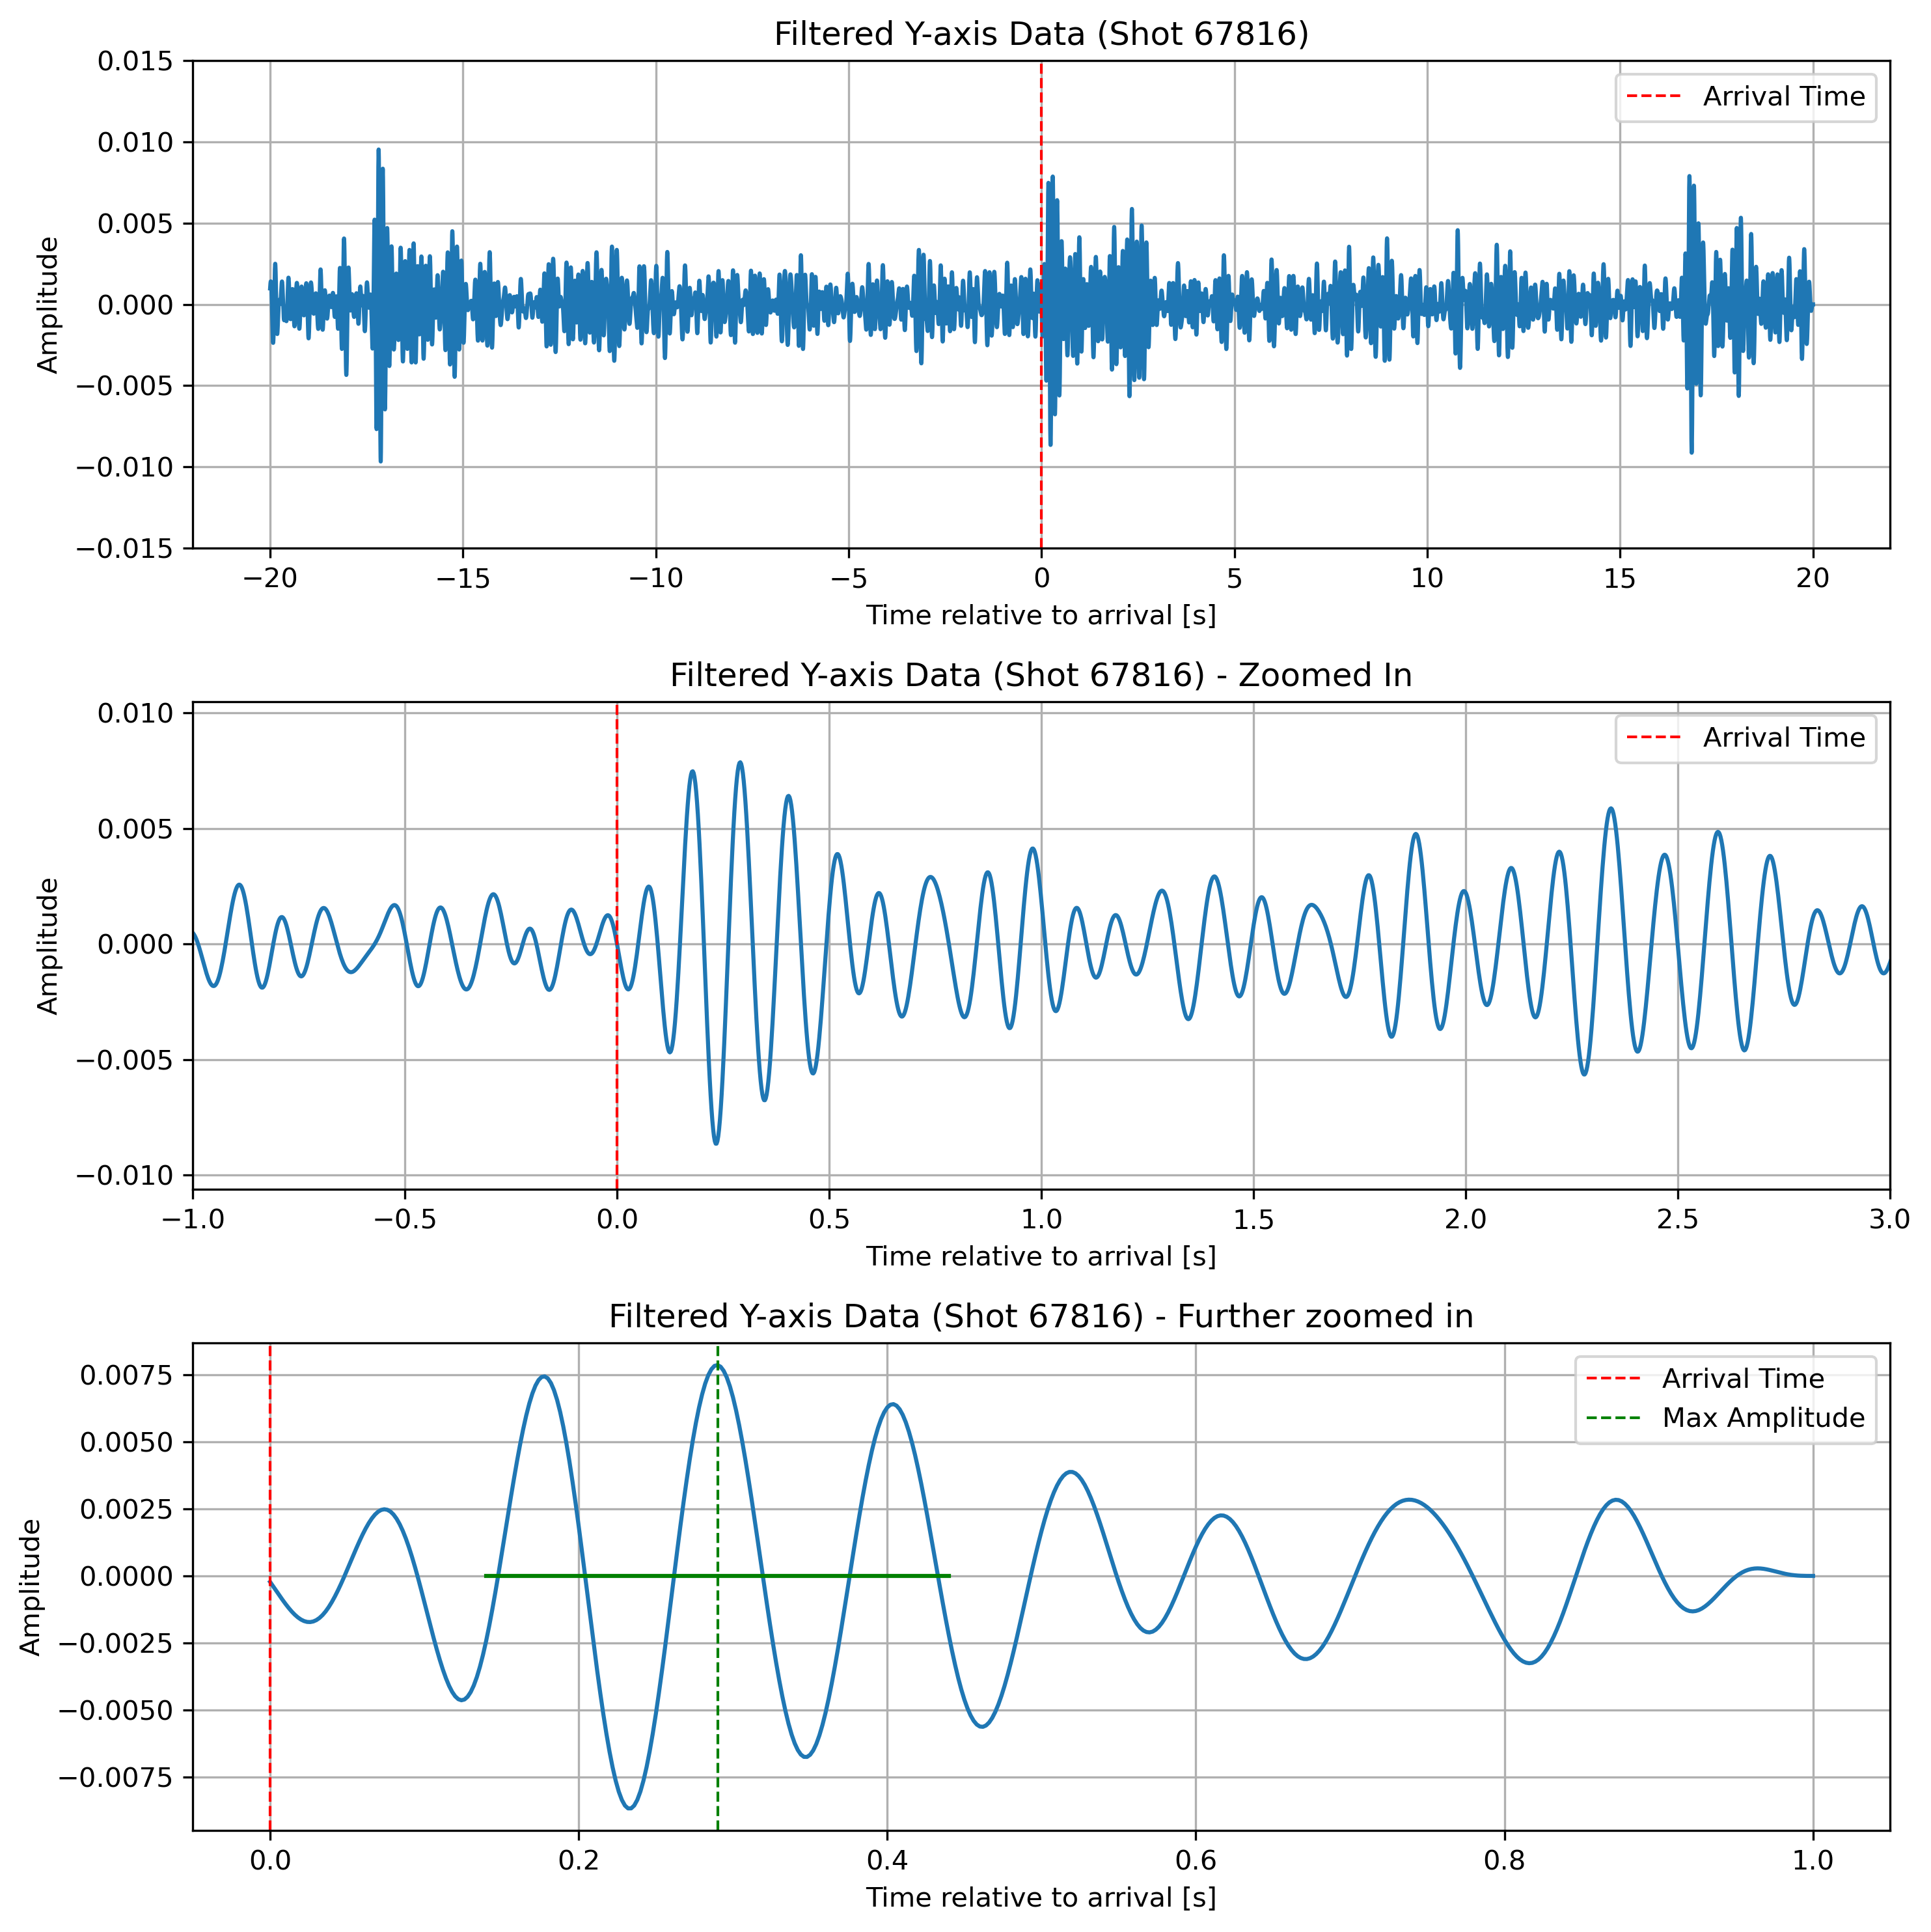 Filtered Y-axis Data (Shot 67816)
0.015
0.010
0.005
0.000
−0.005
−0.010
−0.015
Amplitude
Arrival Time
−20 −15 −10 −5 0 5 10 15 20
Time relative to arrival [s]
Filtered Y-axis Data (Shot 67816) - Zoomed In
0.010
0.005
0.000
−0.005
−0.010
Amplitude
Arrival Time
−1.0 −0.5 0.0 0.5 1.0 1.5 2.0 2.5 3.0
Time relative to arrival [s]
Filtered Y-axis Data (Shot 67816) - Further zoomed in
0.0075
0.0050
0.0025
0.0000
−0.0025
−0.0050
−0.0075
Amplitude
Arrival Time
Max Amplitude
0.0 0.2 0.4 0.6 0.8 1.0
Time relative to arrival [s]